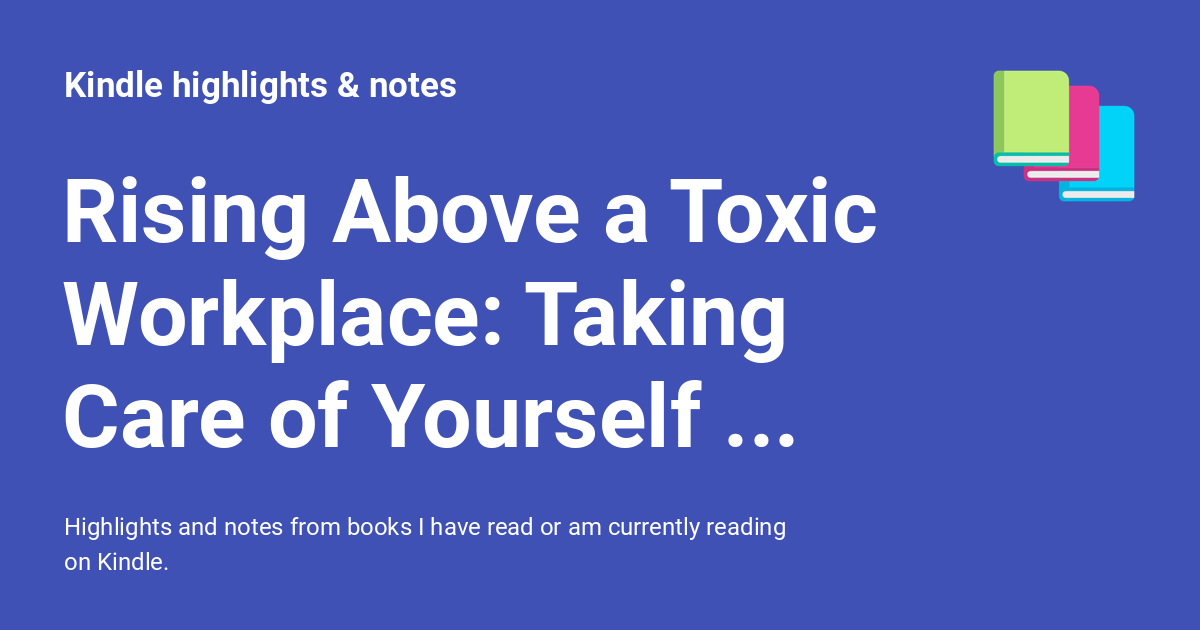 Kindle highlights & notes
Rising Above a Toxic
Workplace: Taking
Care of Yourself ...
Highlights and notes from books I have read or am currently reading
on Kindle.